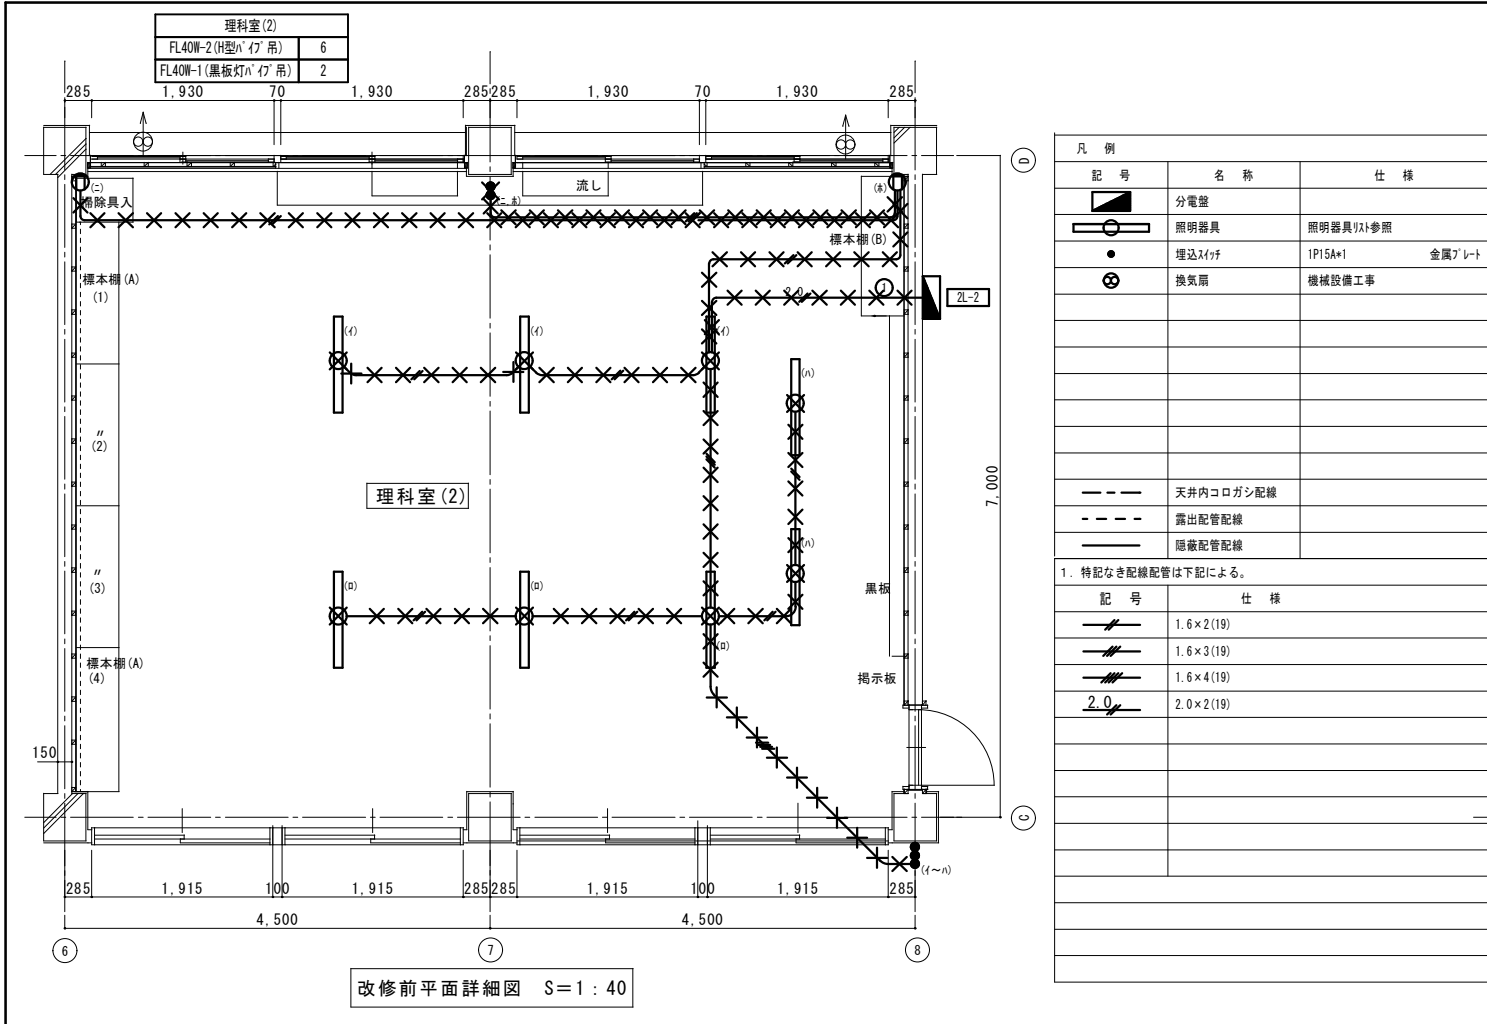 理科室(2)
FL40W-2(H型ﾊﾟｲﾌﾟ吊) 6
FL40W-1(黒板灯ﾊﾟｲﾌﾟ吊) 2
285 1,930 70 1,930 285 285 1,930 70 1,930 285
(ﾆ)
掃除具入
流し
(ﾆ.ﾎ)
(ﾎ)
D
標本棚(B)
標本棚(A)
(1)
2.0
1
2L-2
(ｲ)
(ｲ)
(ｲ)
(ﾊ)
〃
(2)
理科室(2)
7,000
〃
(3)
(ﾛ)
(ﾛ)
(ﾊ)
黒板
標本棚(A)
(4)
(ﾛ)
掲示板
150
C
(ｲ～ﾊ)
285 1,915 100 1,915 285 285 1,915 100 1,915 285
4,500 4,500
6 7 8
改修前平面詳細図 S=1：40
凡 例
記 号 名 称 仕 様
分電盤
照明器具 照明器具ﾘｽﾄ参照
埋込ｽｲｯﾁ 1P15A*1 金属ﾌﾟﾚｰﾄ
換気扇 機械設備工事
天井内コロガシ配線
露出配管配線
隠蔽配管配線
1. 特記なき配線配管は下記による。
記 号 仕 様
1.6×2(19)
1.6×3(19)
1.6×4(19)
2.0 2.0×2(19)